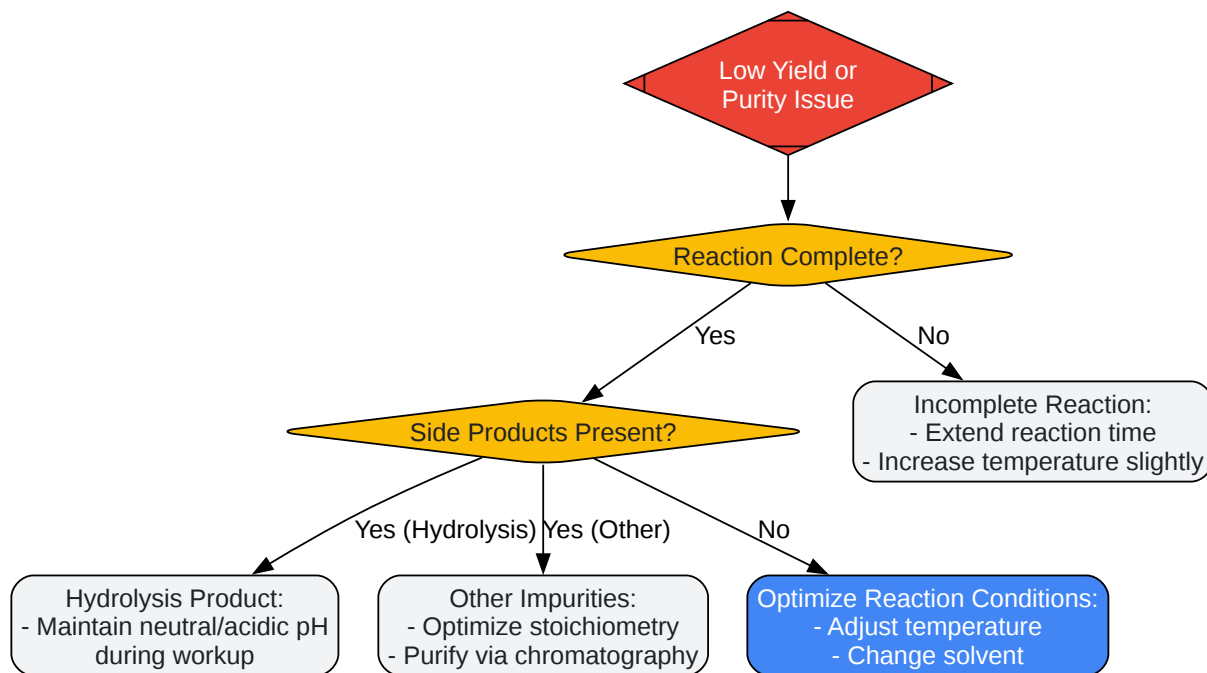 Low Yield or
Purity Issue
Reaction Complete?
Yes
No
Incomplete Reaction:
- Extend reaction time
- Increase temperature slightly
Side Products Present?
Yes (Hydrolysis)
Yes (Other)
No
Hydrolysis Product:
- Maintain neutral/acidic pH
during workup
Other Impurities:
- Optimize stoichiometry
- Purify via chromatography
Optimize Reaction Conditions:
- Adjust temperature
- Change solvent